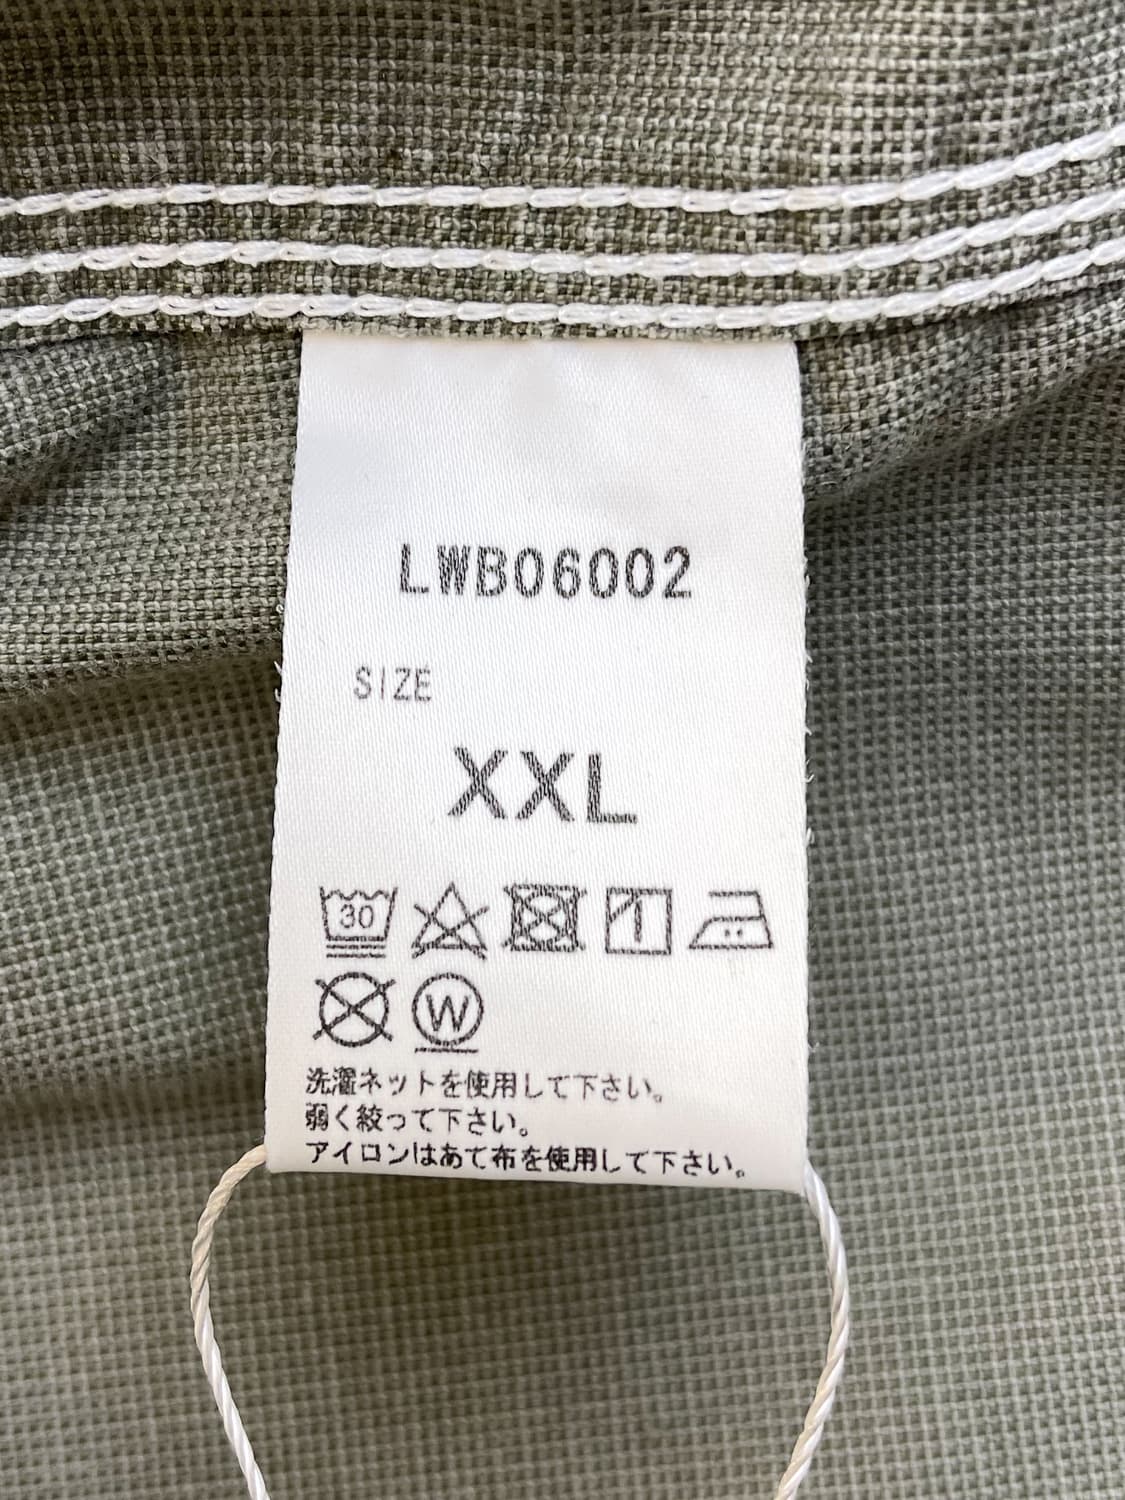 LWB06002
SIZE
XXL
30
W
洗濯ネットを使用して下さい。
弱く絞って下さい。
アイロンはあて布を使用して下さい。